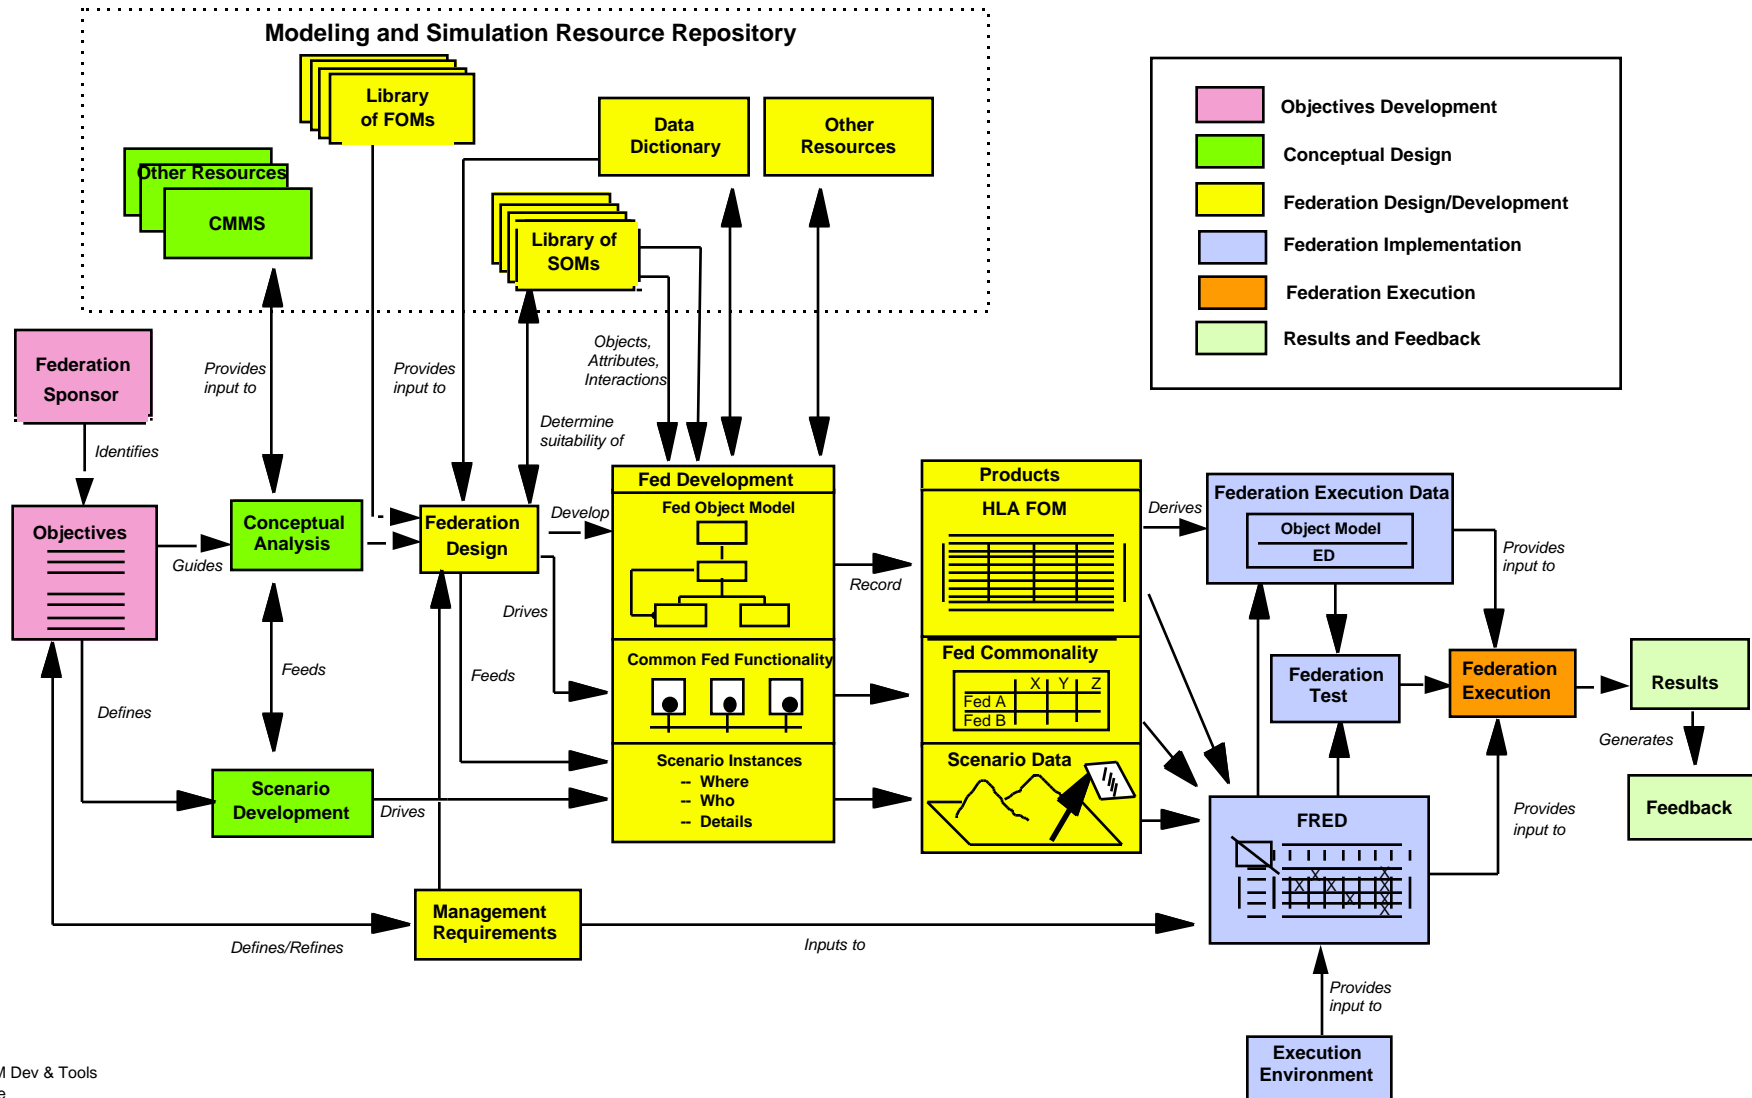 Modeling and Simulation Resource Repository
Library
of FOMs
Data
Dictionary
Other
Resources
Other Resources
CMMS
Library of
SOMs
Objectives Development
Conceptual Design
Federation Design/Development
Federation Implementation
Federation Execution
Results and Feedback
Federation
Sponsor
Provides
input to
Provides
input to
Objects,
Attributes,
Interactions
Determine
suitability of
Identifies
Objectives
Guides
Conceptual
Analysis
Federation
Design
Develop
Fed Development
Fed Object Model
Record
Products
HLA FOM
Derives
Federation Execution Data
Object Model
ED
Provides
input to
Drives
Feeds
Feeds
Defines
Common Fed Functionality
Fed Commonality
X Y Z
Fed A
Fed B
Federation
Test
Federation
Execution
Results
Generates
Feedback
Scenario
Development
Drives
Scenario Instances
-- Where
-- Who
-- Details
Scenario Data
FRED
X
X X X
X X
X X
X
Provides
input to
Management
Requirements
Defines/Refines
Inputs to
Provides
input to
Execution
Environment
M Dev & Tools
e